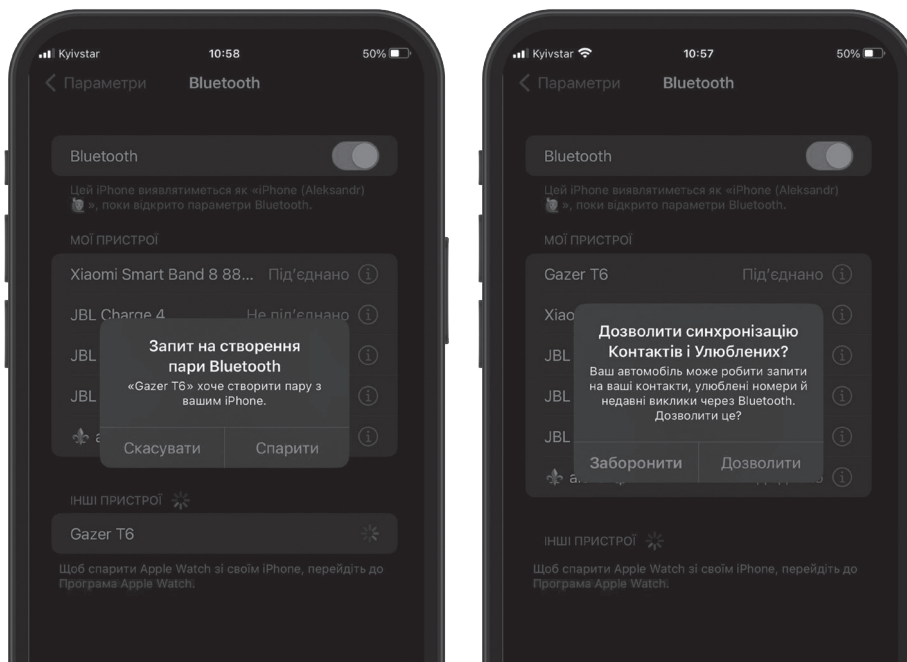 Kyivstar 10:58 50%
Параметри Bluetooth
Bluetooth
Цей iPhone виявлятиметься як «iPhone (Aleksandr)
», поки відкрито параметри Bluetooth.
МОЇ ПРИСТРОЇ
Xiaomi Smart Band 8 88... Під’єднано
JBL Charge 4 Не під’єднано
JBL
JBL
Запит на створення
пари Bluetooth
«Gazer T6» хоче створити пару з
вашим iPhone.
Скасувати Спарити
ІНШІ ПРИСТРОЇ
Gazer T6
Щоб спарити Apple Watch зі своїм iPhone, перейдіть до
Програма Apple Watch.
Kyivstar 10:57 50%
Параметри Bluetooth
Bluetooth
Цей iPhone виявлятиметься як «iPhone (Aleksandr)
», поки відкрито параметри Bluetooth.
МОЇ ПРИСТРОЇ
Gazer T6 Під’єднано
Xiao
JBL
JBL
JBL
Дозволити синхронізацію
Контактів і Улюблених?
Ваш автомобіль може робити запити
на ваші контакти, улюблені номери й
недавні виклики через Bluetooth.
Дозволити це?
Заборонити Дозволити
ІНШІ ПРИСТРОЇ
Щоб спарити Apple Watch зі своїм iPhone, перейдіть до
Програма Apple Watch.